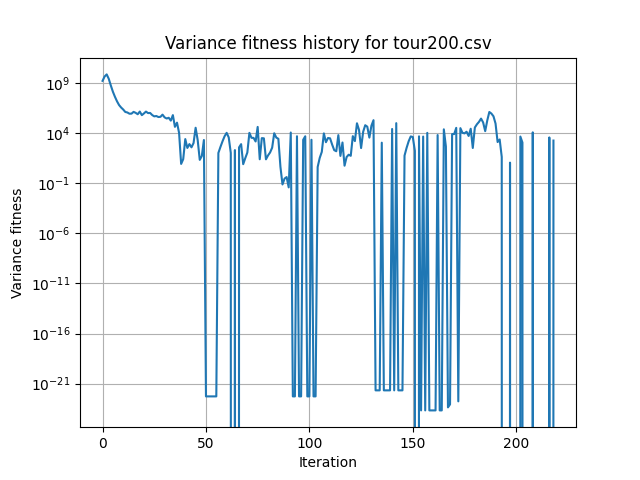 Variance fitness history for tour200.csv
10^9
10^4
10^-1
10^-6
10^-11
10^-16
10^-21
Variance fitness
0 50 100 150 200
Iteration